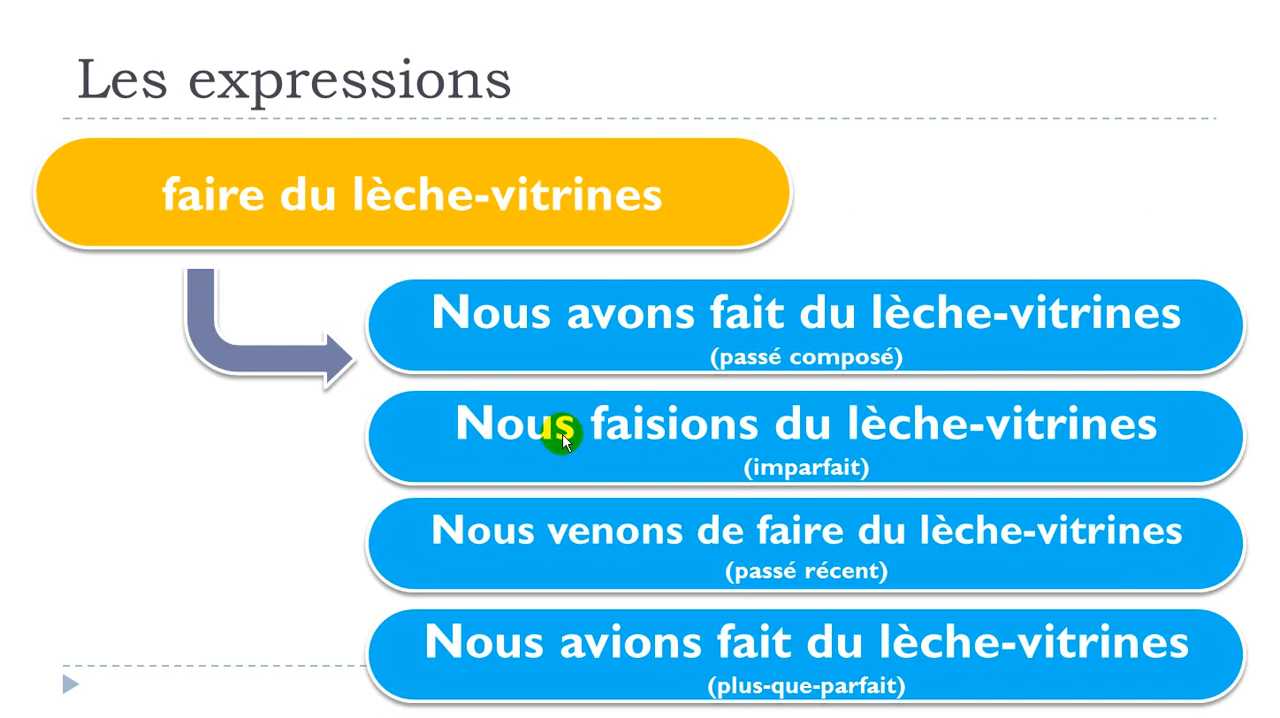 Les expressions
faire du lèche-vitrines
Nous avons fait du lèche-vitrines
(passé composé)
Nous faisions du lèche-vitrines
(imparfait)
Nous venons de faire du lèche-vitrines
(passé récent)
Nous avions fait du lèche-vitrines
(plus-que-parfait)